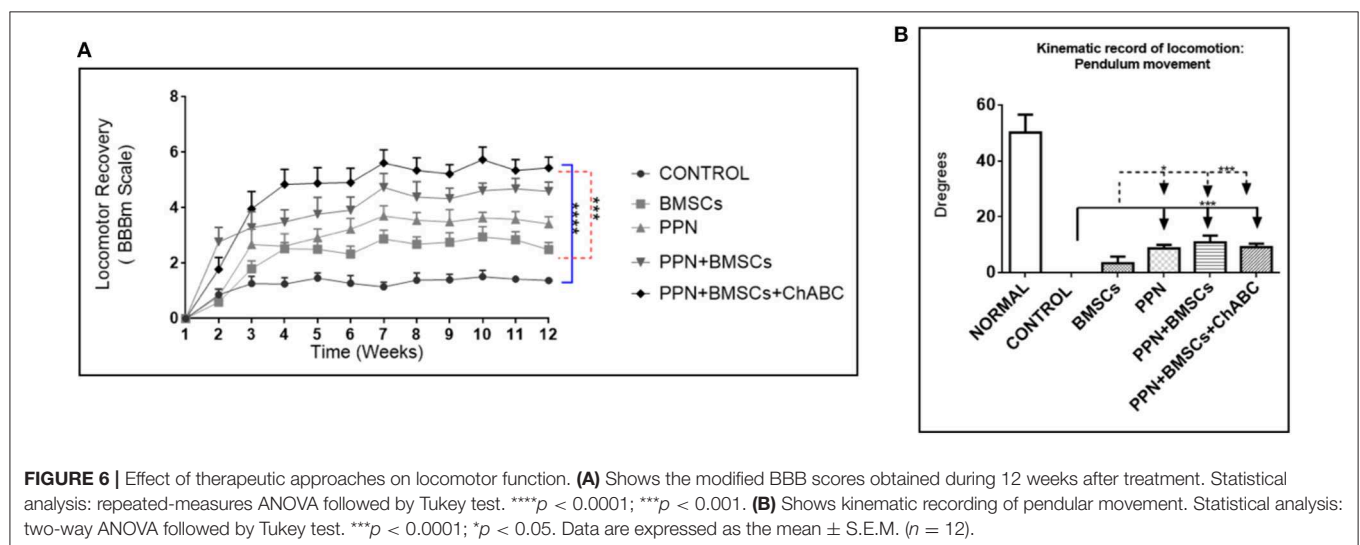 A
Locomotor Recovery
( BBBm Scale)
8
6
4
2
0
1 2 3 4 5 6 7 8 9 10 11 12
Time (Weeks)
****
***
CONTROL
BMSCs
PPN
PPN+BMSCs
PPN+BMSCs+ChABC
B
Kinematic record of locomotion:
Pendulum movement
Dregrees
60
40
20
0
*
***
***
NORMAL
CONTROL
BMSCs
PPN
PPN+BMSCs
PPN+BMSCs+ChABC
FIGURE 6 | Effect of therapeutic approaches on locomotor function. (A) Shows the modified BBB scores obtained during 12 weeks after treatment. Statistical
analysis: repeated-measures ANOVA followed by Tukey test. ****p < 0.0001; ***p < 0.001. (B) Shows kinematic recording of pendular movement. Statistical analysis:
two-way ANOVA followed by Tukey test. ***p < 0.0001; *p < 0.05. Data are expressed as the mean ± S.E.M. (n = 12).